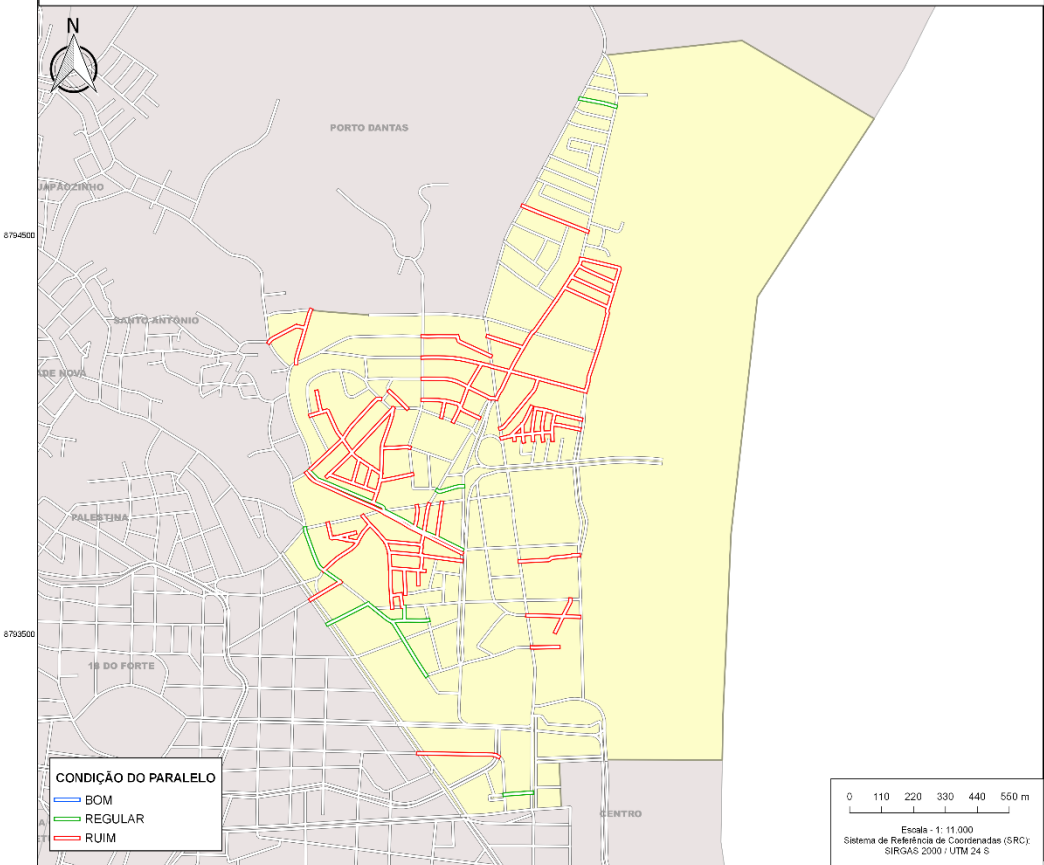 N
PORTO DANTAS
JAPÃOZINHO
8794500
SANTO ANTÔNIO
ADE NOVA
PALESTINA
8793500
18 DO FORTE
CENTRO
CONDIÇÃO DO PARALELO
BOM
REGULAR
RUIM
0 110 220 330 440 550 m
Escala - 1: 11.000
Sistema de Referência de Coordenadas (SRC):
SIRGAS 2000 / UTM 24 S